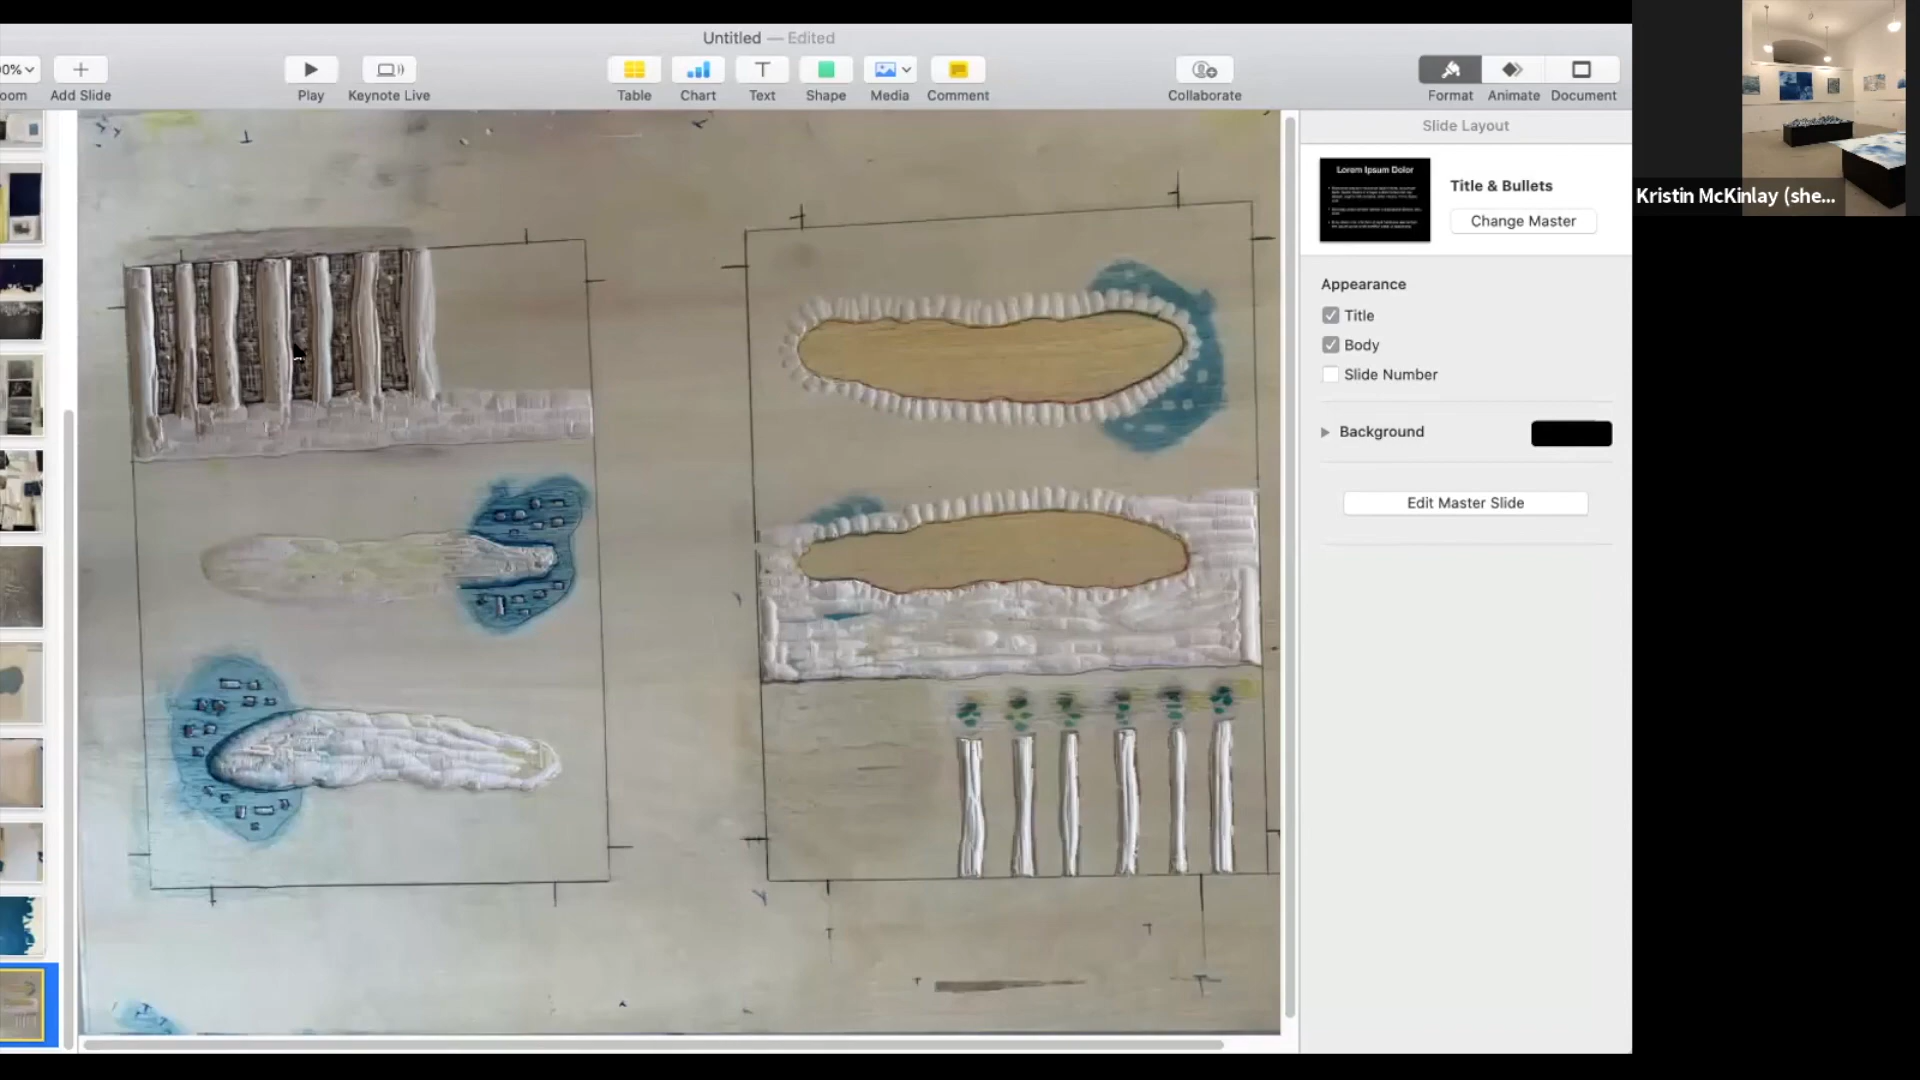 Untitled — Edited
0%
oom
Add Slide
Play
Keynote Live
Table
Chart
Text
Shape
Media
Comment
Collaborate
Format
Animate
Document
Slide Layout
Lorem Ipsum Dolor
Title & Bullets
Change Master
Appearance
Title
Body
Slide Number
Background
Edit Master Slide
Kristin McKinlay (she...